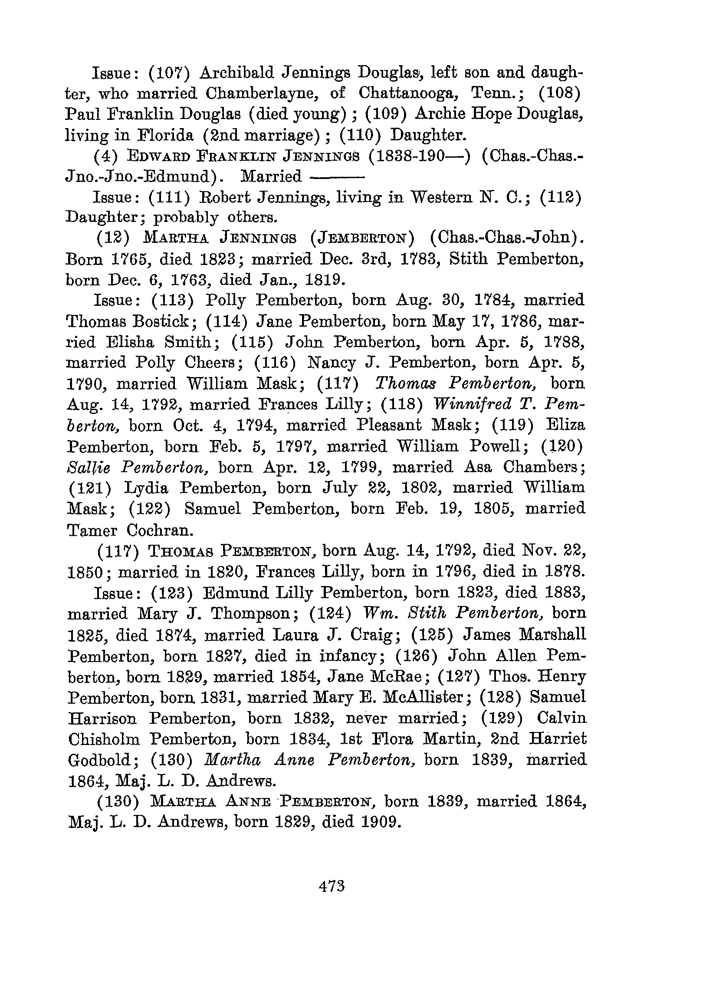 Issue: (107) Archibald Jennings Douglas, left son and daugh-
ter, who married Chamberlayne, of Chattanooga, Tenn.; (108)
Paul Franklin Douglas (died young); (109) Archie Hope Douglas,
living in Florida (2nd marriage); (110) Daughter.
(4) EDWARD FRANKLIN JENNINGS (1838-190—) (Chas.-Chas.-
Jno.-Jno.-Edmund). Married ———
Issue: (111) Robert Jennings, living in Western N. C.; (112)
Daughter; probably others.
(12) MARTHA JENNINGS (JEMBERTON) (Chas.-Chas.-John).
Born 1765, died 1823; married Dec. 3rd, 1783, Stith Pemberton,
born Dec. 6, 1763, died Jan., 1819.
Issue: (113) Polly Pemberton, born Aug. 30, 1784, married
Thomas Bostick; (114) Jane Pemberton, born May 17, 1786, mar-
ried Elisha Smith; (115) John Pemberton, born Apr. 5, 1788,
married Polly Cheers; (116) Nancy J. Pemberton, born Apr. 5,
1790, married William Mask; (117) Thomas Pemberton, born
Aug. 14, 1792, married Frances Lilly; (118) Winnifred T. Pem-
berton, born Oct. 4, 1794, married Pleasant Mask; (119) Eliza
Pemberton, born Feb. 5, 1797, married William Powell; (120)
Sallie Pemberton, born Apr. 12, 1799, married Asa Chambers;
(121) Lydia Pemberton, born July 22, 1802, married William
Mask; (122) Samuel Pemberton, born Feb. 19, 1805, married
Tamer Cochran.
(117) THOMAS PEMBERTON, born Aug. 14, 1792, died Nov. 22,
1850; married in 1820, Frances Lilly, born in 1796, died in 1878.
Issue: (123) Edmund Lilly Pemberton, born 1823, died 1883,
married Mary J. Thompson; (124) Wm. Stith Pemberton, born
1825, died 1874, married Laura J. Craig; (125) James Marshall
Pemberton, born 1827, died in infancy; (126) John Allen Pem-
berton, born 1829, married 1854, Jane McRae; (127) Thos. Henry
Pemberton, born 1831, married Mary E. McAllister; (128) Samuel
Harrison Pemberton, born 1832, never married; (129) Calvin
Chisholm Pemberton, born 1834, 1st Flora Martin, 2nd Harriet
Godbold; (130) Martha Anne Pemberton, born 1839, married
1864, Maj. L. D. Andrews.
(130) MARTHA ANNE PEMBERTON, born 1839, married 1864,
Maj. L. D. Andrews, born 1829, died 1909.
473